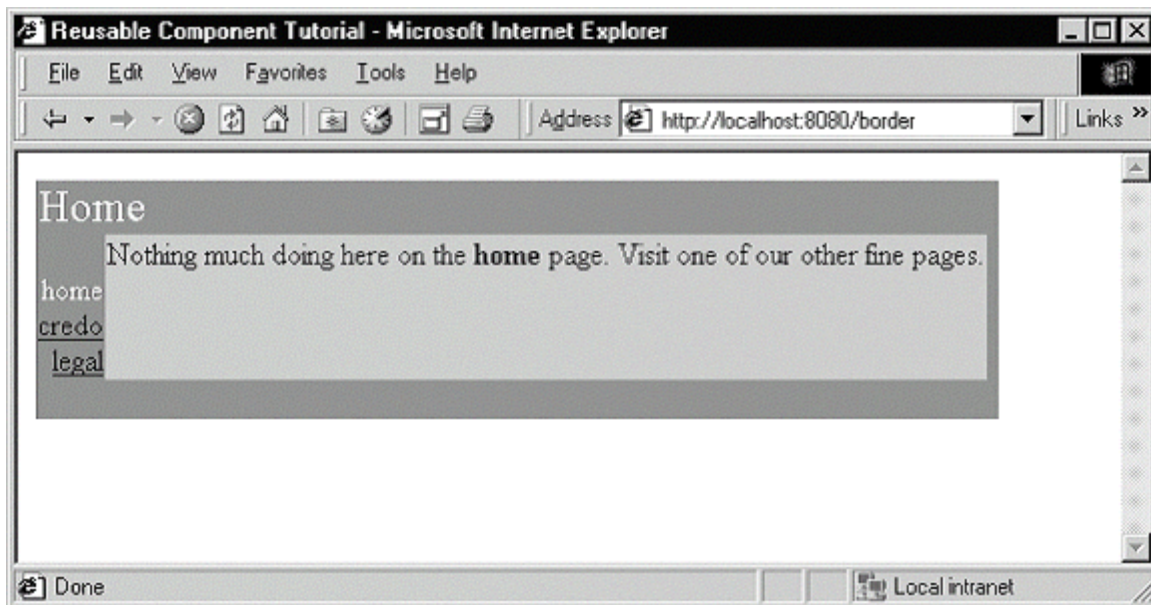 Reusable Component Tutorial - Microsoft Internet Explorer
File Edit View Favorites Tools Help
Address http://localhost:8080/border Links »
Home
Nothing much doing here on the home page. Visit one of our other fine pages.
home
credo
legal
Done Local intranet